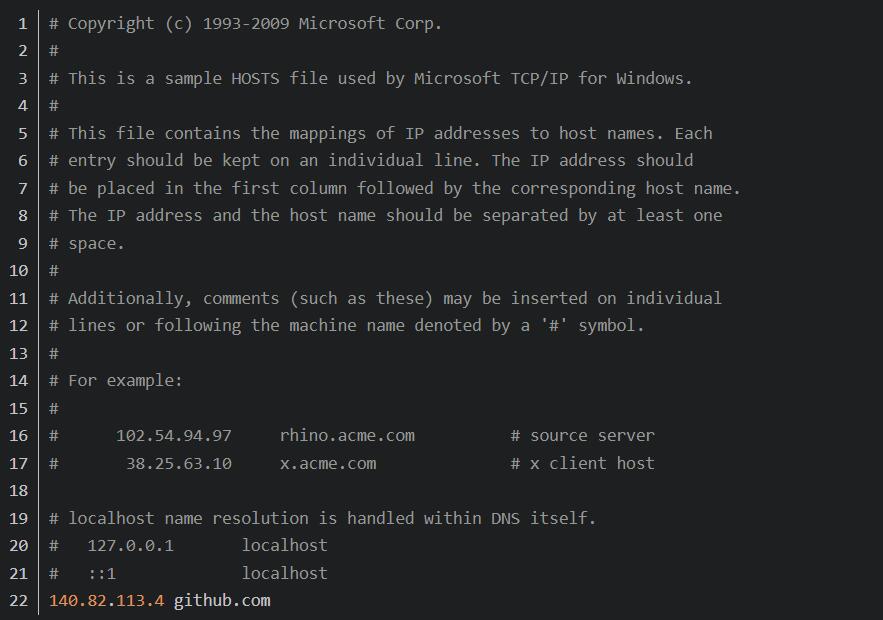 1 # Copyright (c) 1993-2009 Microsoft Corp.
2 #
3 # This is a sample HOSTS file used by Microsoft TCP/IP for Windows.
4 #
5 # This file contains the mappings of IP addresses to host names. Each
6 # entry should be kept on an individual line. The IP address should
7 # be placed in the first column followed by the corresponding host name.
8 # The IP address and the host name should be separated by at least one
9 # space.
10 #
11 # Additionally, comments (such as these) may be inserted on individual
12 # lines or following the machine name denoted by a '#' symbol.
13 #
14 # For example:
15 #
16 #      102.54.94.97     rhino.acme.com          # source server
17 #       38.25.63.10     x.acme.com              # x client host
18
19 # localhost name resolution is handled within DNS itself.
20 #   127.0.0.1       localhost
21 #   ::1             localhost
22 140.82.113.4 github.com